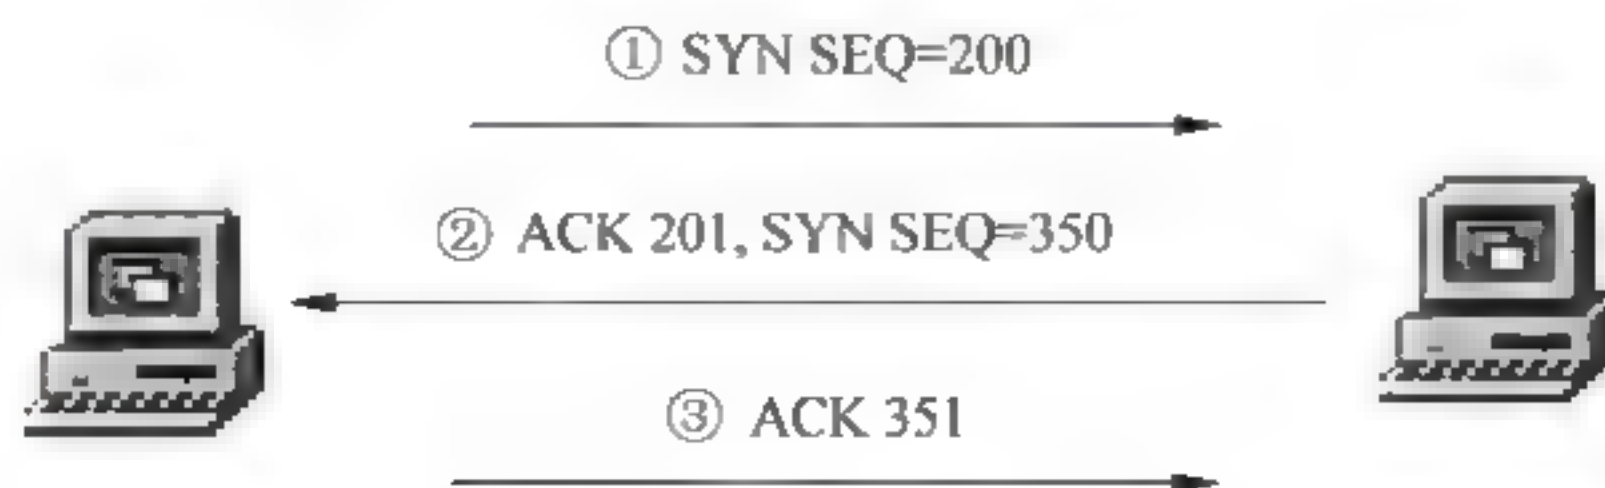 ① SYN SEQ=200
② ACK 201, SYN SEQ=350
③ ACK 351